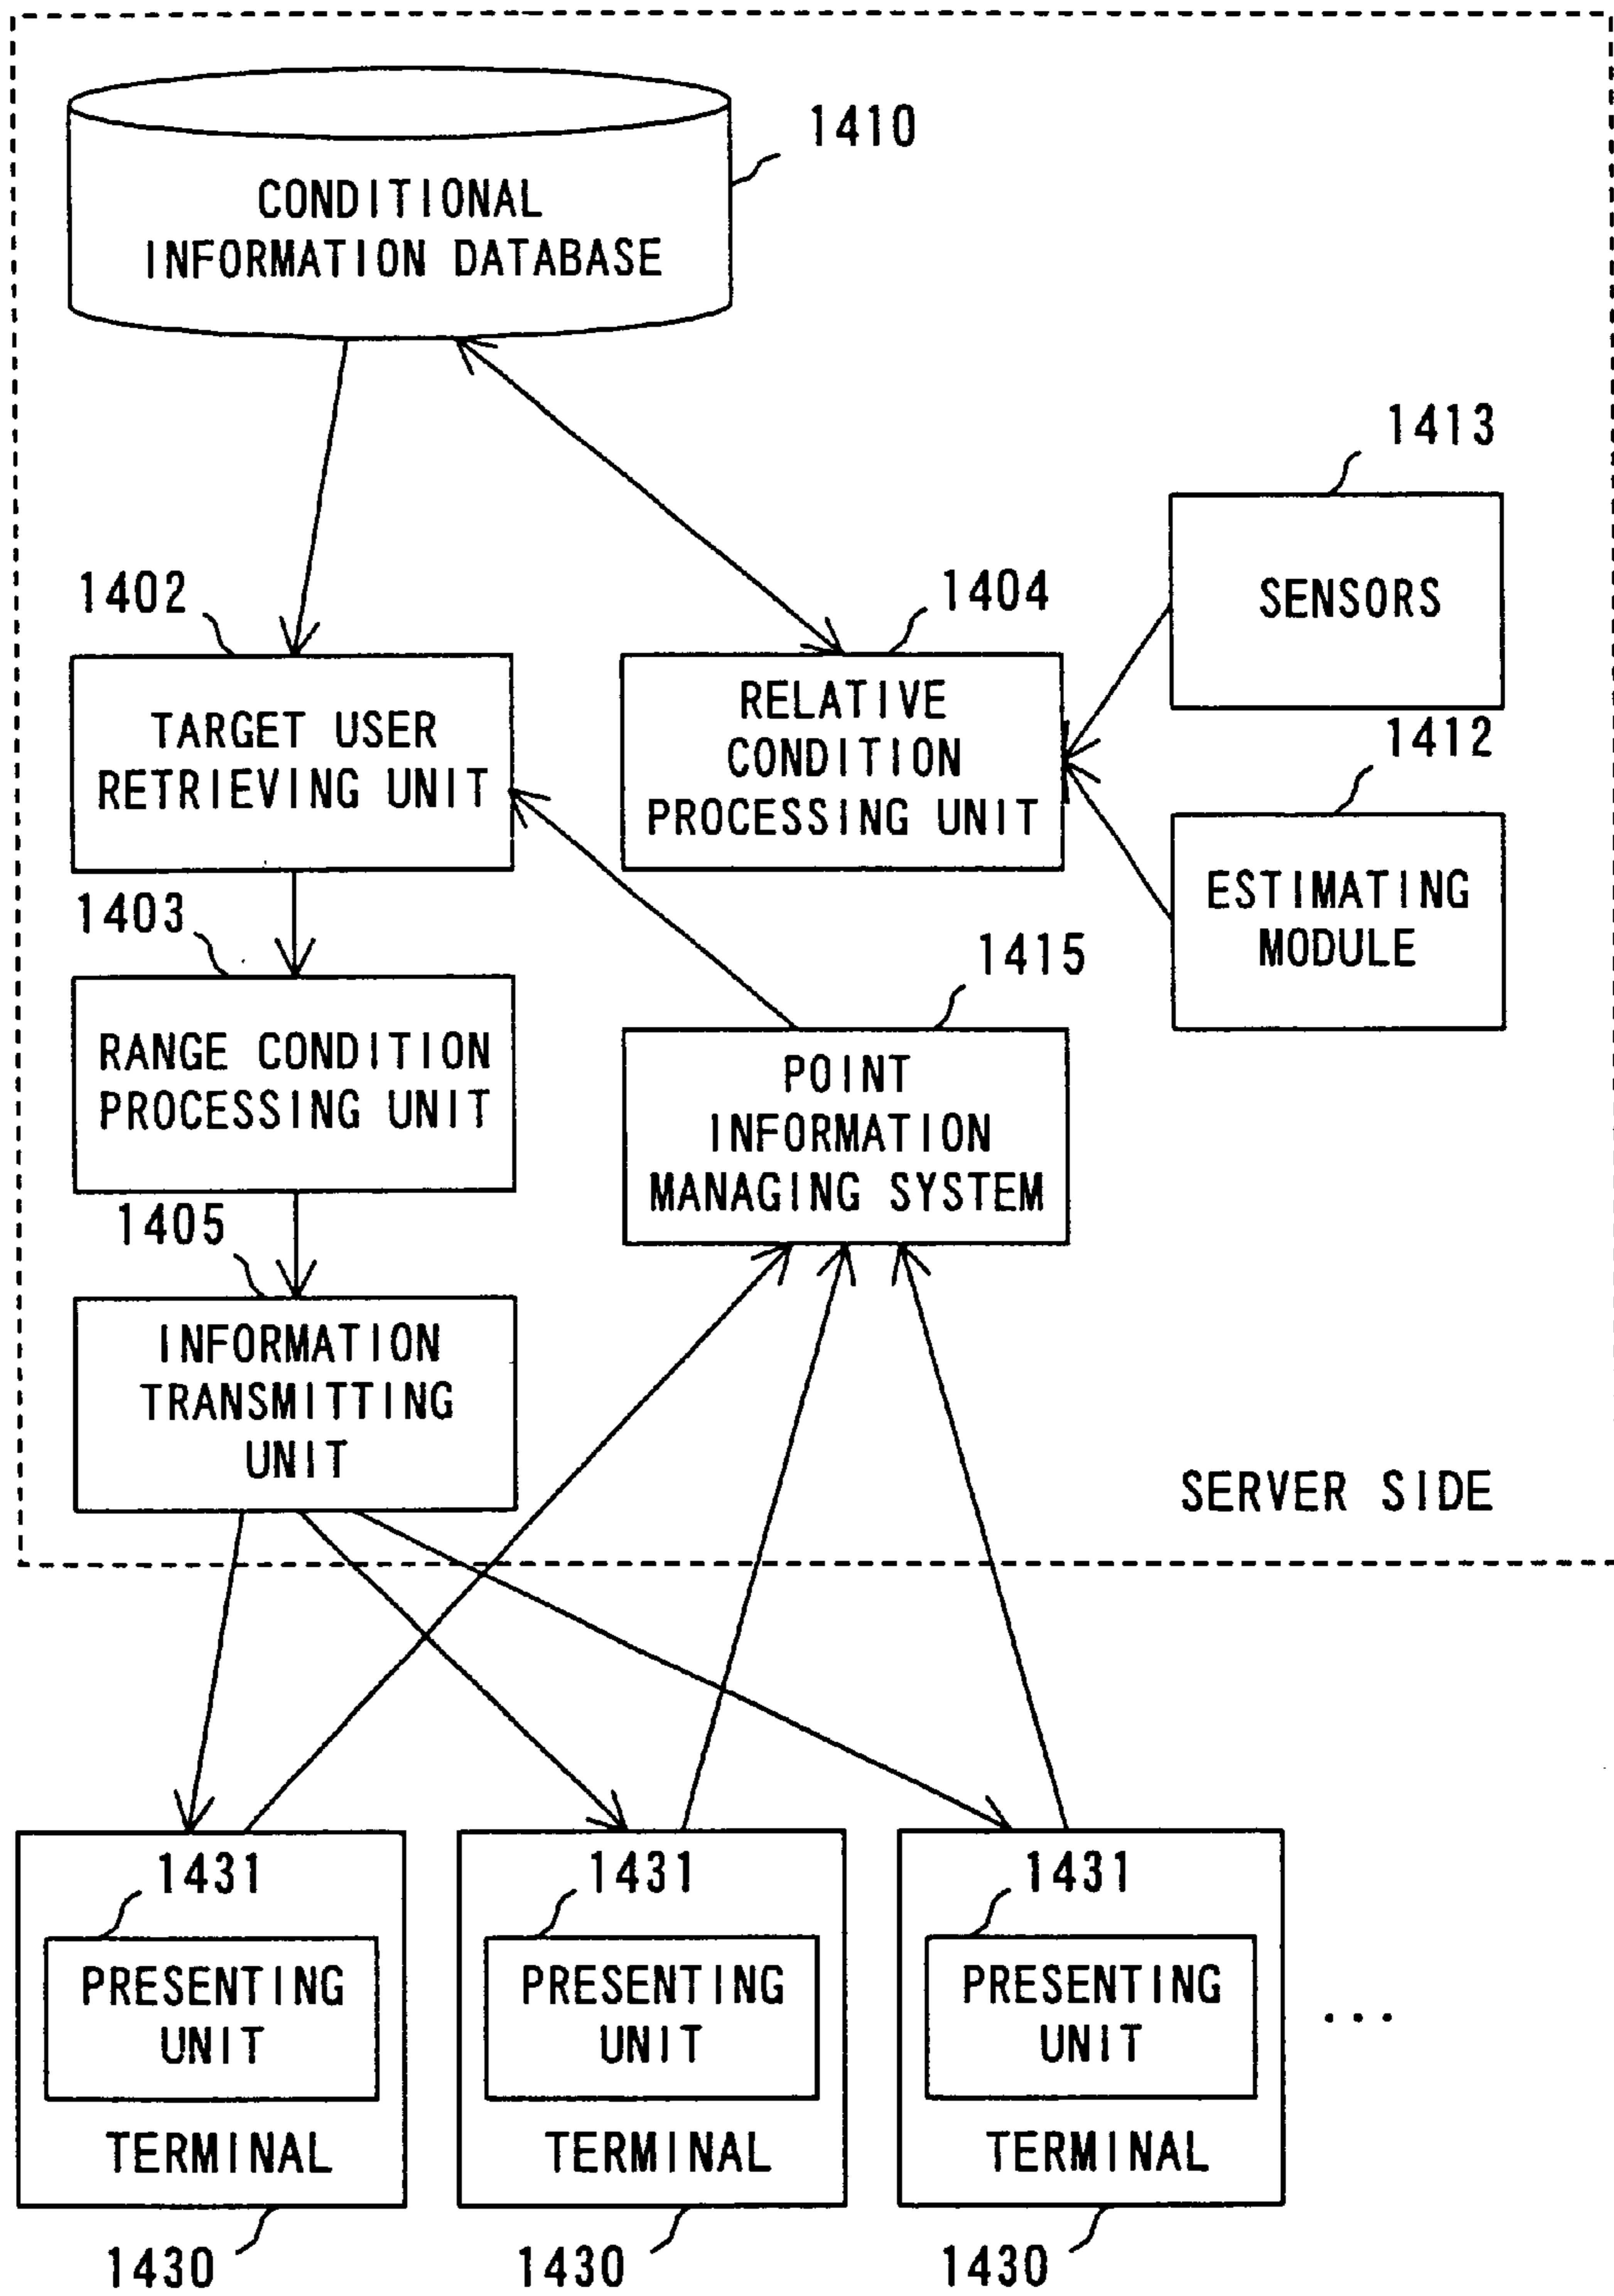 1410
CONDITIONAL
INFORMATION DATABASE
1413
SENSORS
1402
1404
TARGET USER
RETRIEVING UNIT
RELATIVE
CONDITION
PROCESSING UNIT
1412
ESTIMATING
MODULE
1403
1415
RANGE CONDITION
PROCESSING UNIT
POINT
INFORMATION
MANAGING SYSTEM
1405
INFORMATION
TRANSMITTING
UNIT
SERVER SIDE
1431
PRESENTING
UNIT
TERMINAL
1430
1431
PRESENTING
UNIT
TERMINAL
1430
1431
PRESENTING
UNIT
TERMINAL
1430
...